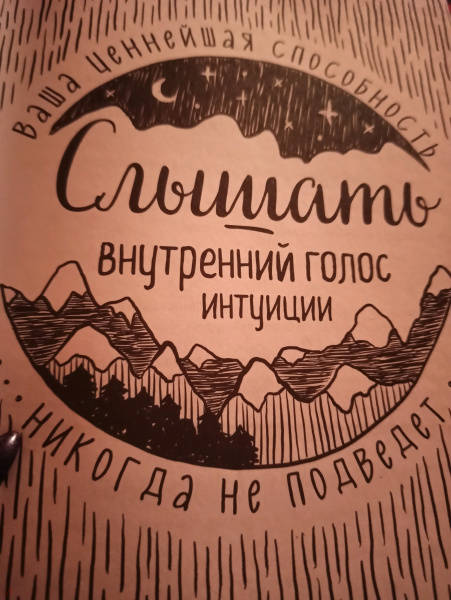 Ваша ценнейшая способность
Слышать
внутренний голос
интуиции
...никогда не подведет...